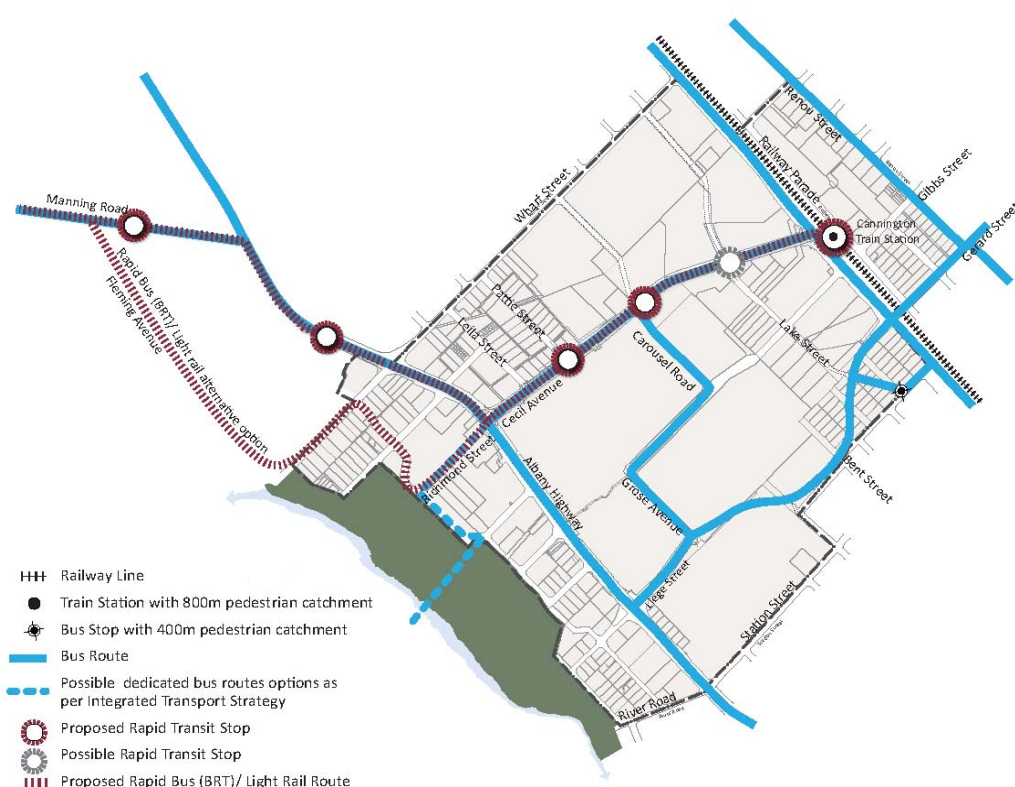 Renou Street
Gibbs Street
Gerard Street
Railway Parade
Wharf Street
Manning Road
Cannington
Train Station
Rapid Bus (BRT)/ Light rail alternative option
Fleming Avenue
Pattie Street
Leila Street
Lake Street
Carousel Road
Cecil Avenue
Richmond Street
Albany Highway
Bent Street
Grose Avenue
Liege Street
Station Street
River Road
Railway Line
Train Station with 800m pedestrian catchment
Bus Stop with 400m pedestrian catchment
Bus Route
Possible dedicated bus routes options as
per Integrated Transport Strategy
Proposed Rapid Transit Stop
Possible Rapid Transit Stop
Proposed Rapid Bus (BRT)/ Light Rail Route